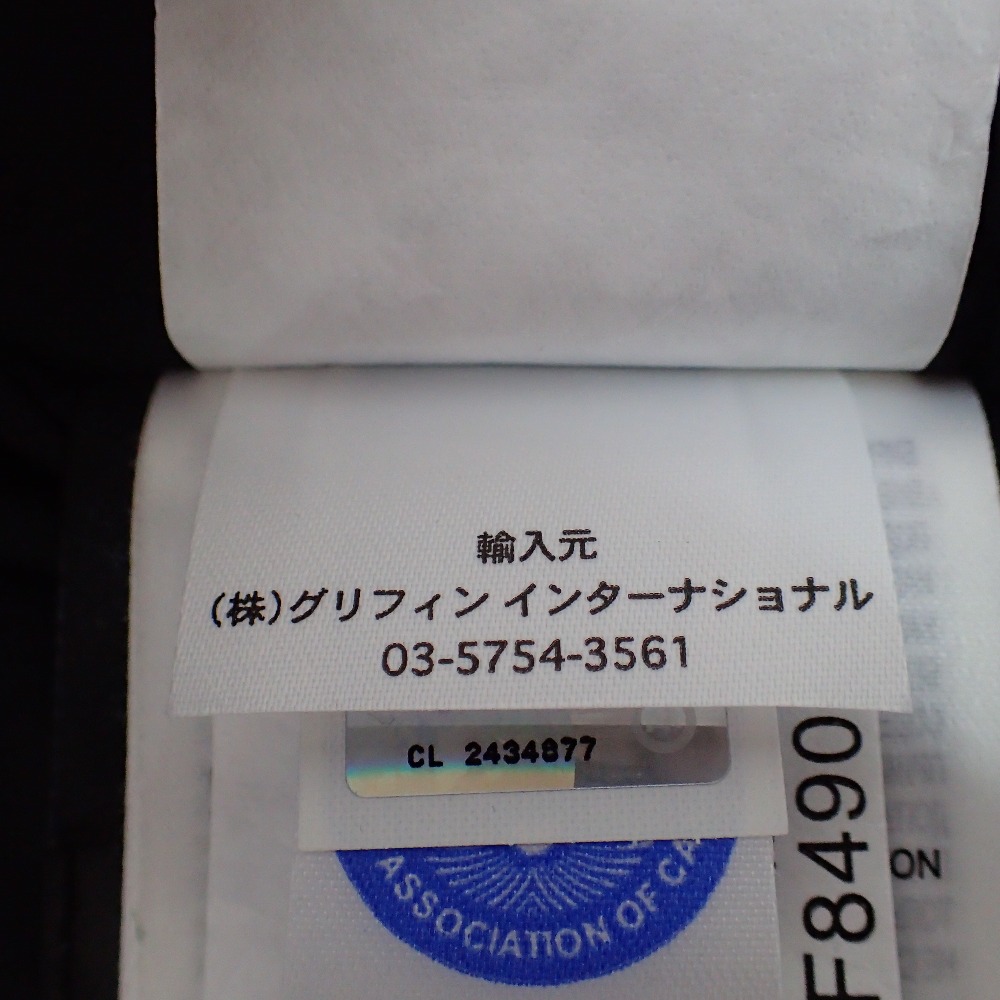 輸入元
(株)グリフィン インターナショナル
03-5754-3561
CL 2434877
ASSOCIATION OF
F8490
ON